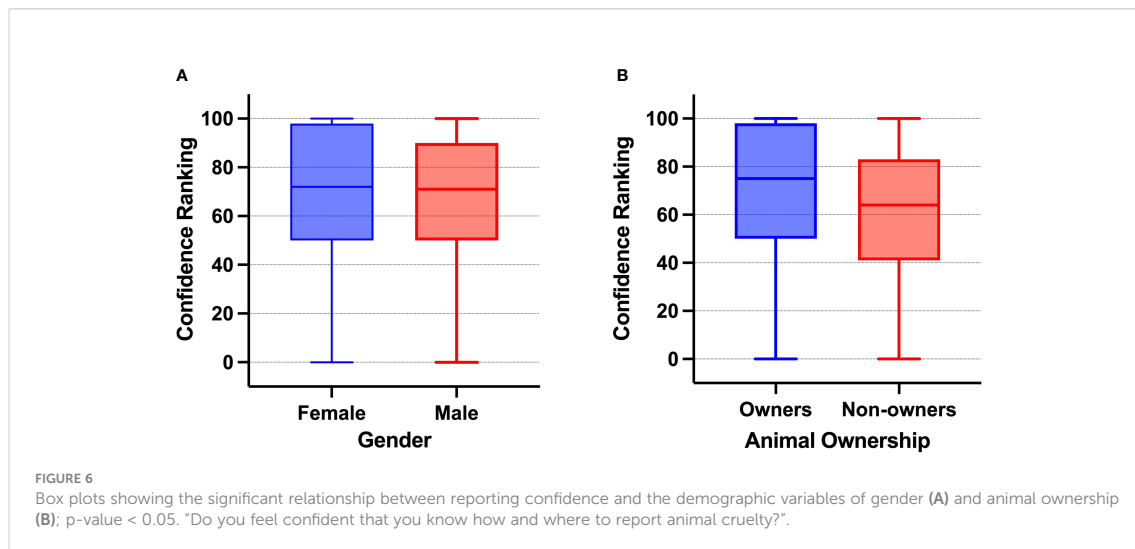 A
Confidence Ranking
100
80
60
40
20
0
Female Male
Gender
B
Confidence Ranking
100
80
60
40
20
0
Owners Non-owners
Animal Ownership
FIGURE 6
Box plots showing the significant relationship between reporting confidence and the demographic variables of gender (A) and animal ownership
(B); p-value < 0.05. "Do you feel confident that you know how and where to report animal cruelty?".